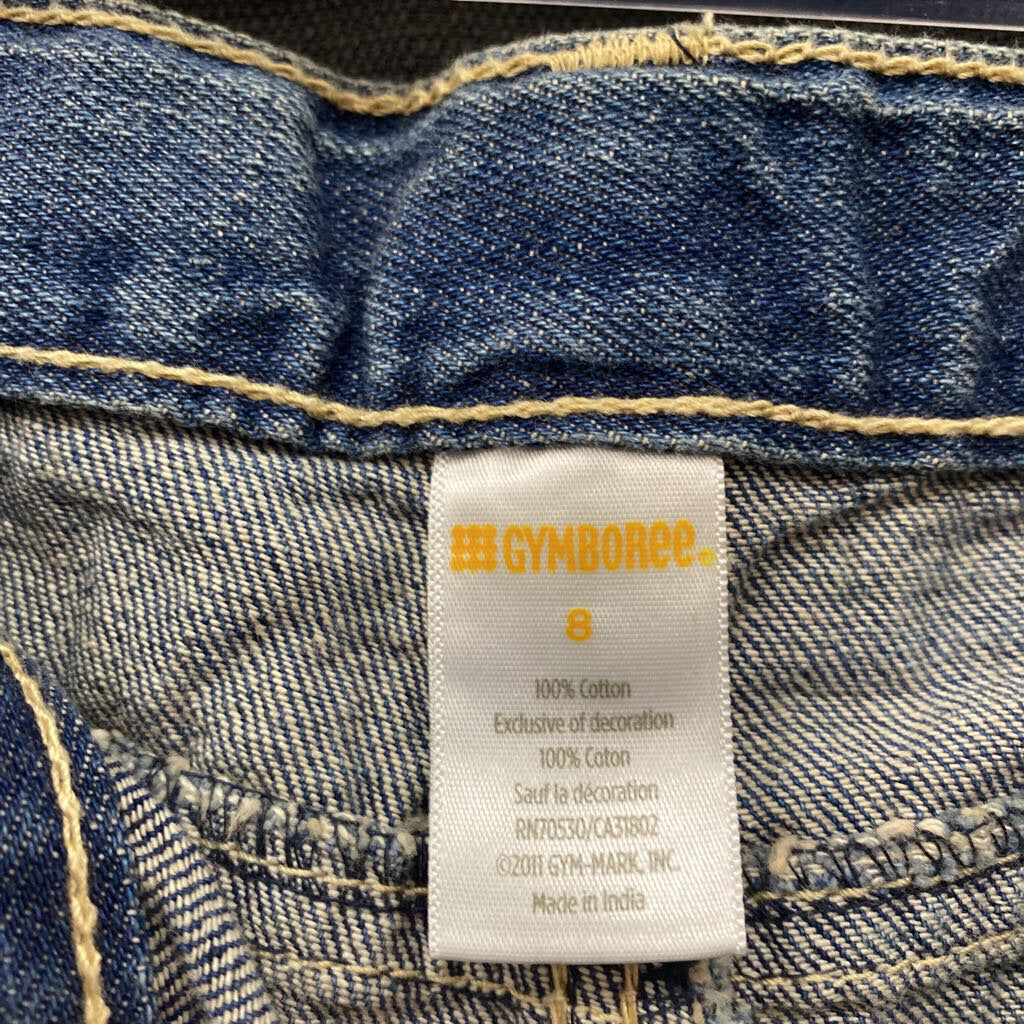 GYMBOREE
8
100% Cotton
Exclusive of decoration
100% Coton
Sauf la décoration
RN70530/CA31802
©2011 GYM-MARK, INC.
Made in India